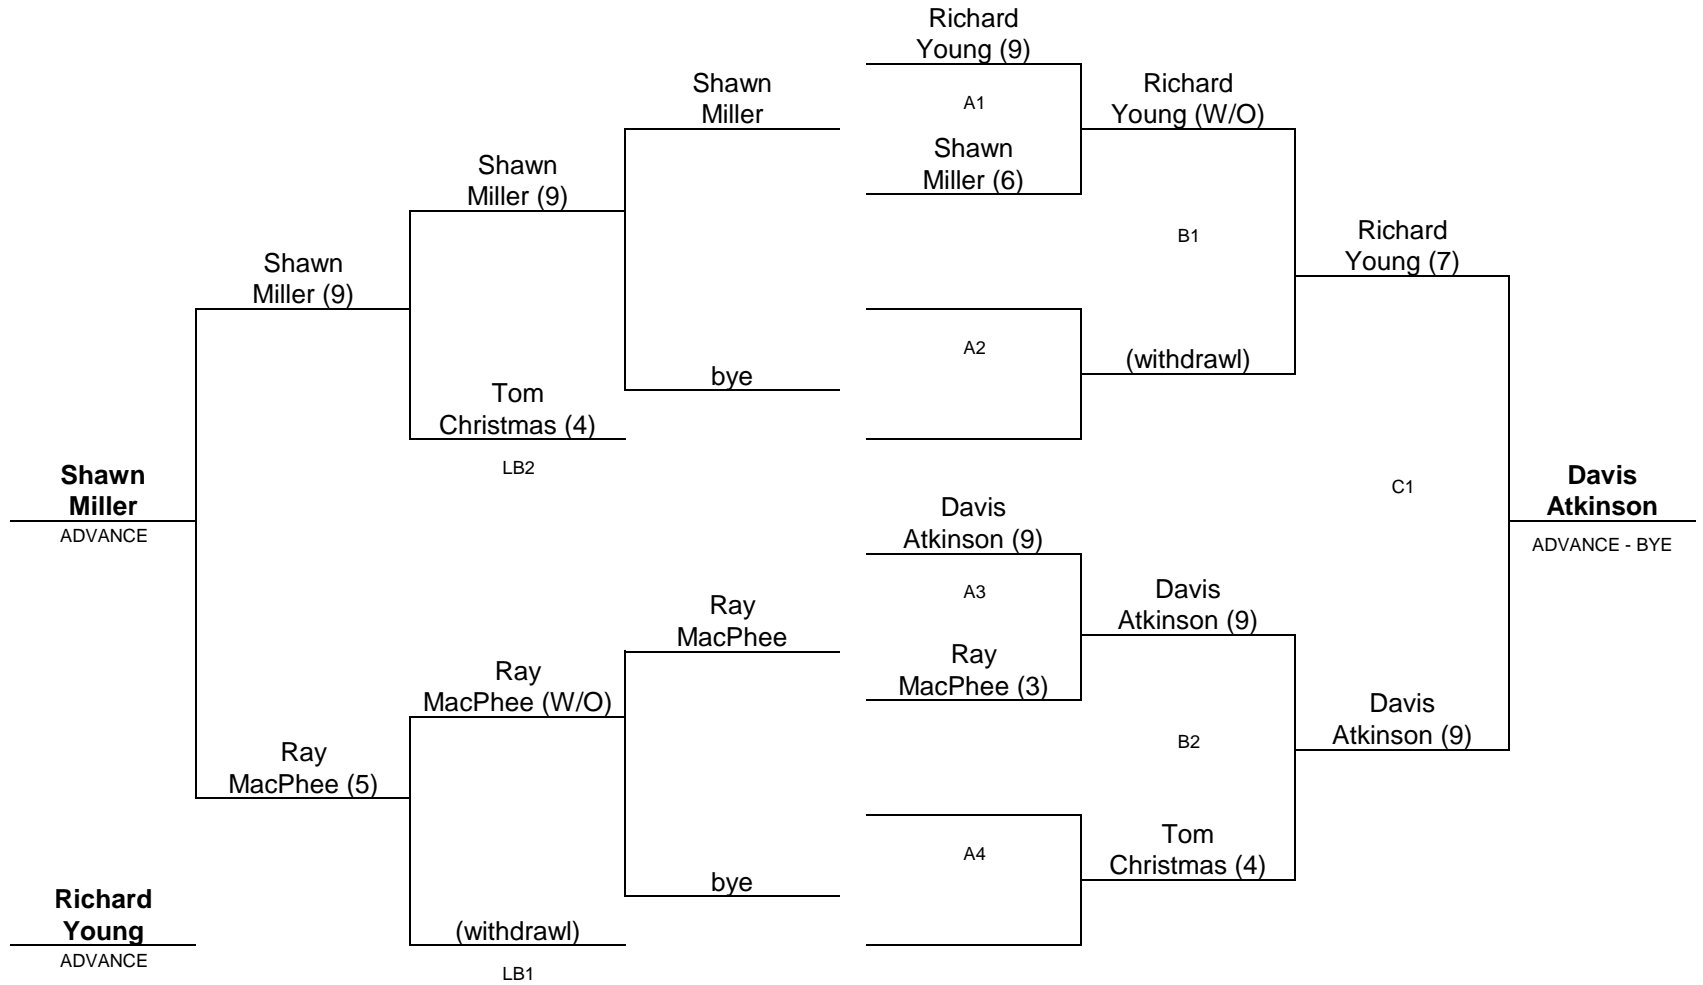 Richard
Young (9)
A1
Shawn
Miller (6)
Shawn
Miller
Richard
Young (W/O)
Shawn
Miller (9)
B1
Shawn
Miller (9)
Richard
Young (7)
A2
(withdrawl)
bye
Tom
Christmas (4)
LB2
Shawn
Miller
ADVANCE
C1
Davis
Atkinson
ADVANCE - BYE
Davis
Atkinson (9)
A3
Ray
MacPhee (3)
Ray
MacPhee
Davis
Atkinson (9)
Ray
MacPhee (W/O)
B2
Davis
Atkinson (9)
Ray
MacPhee (5)
A4
Tom
Christmas (4)
bye
Richard
Young
ADVANCE
(withdrawl)
LB1